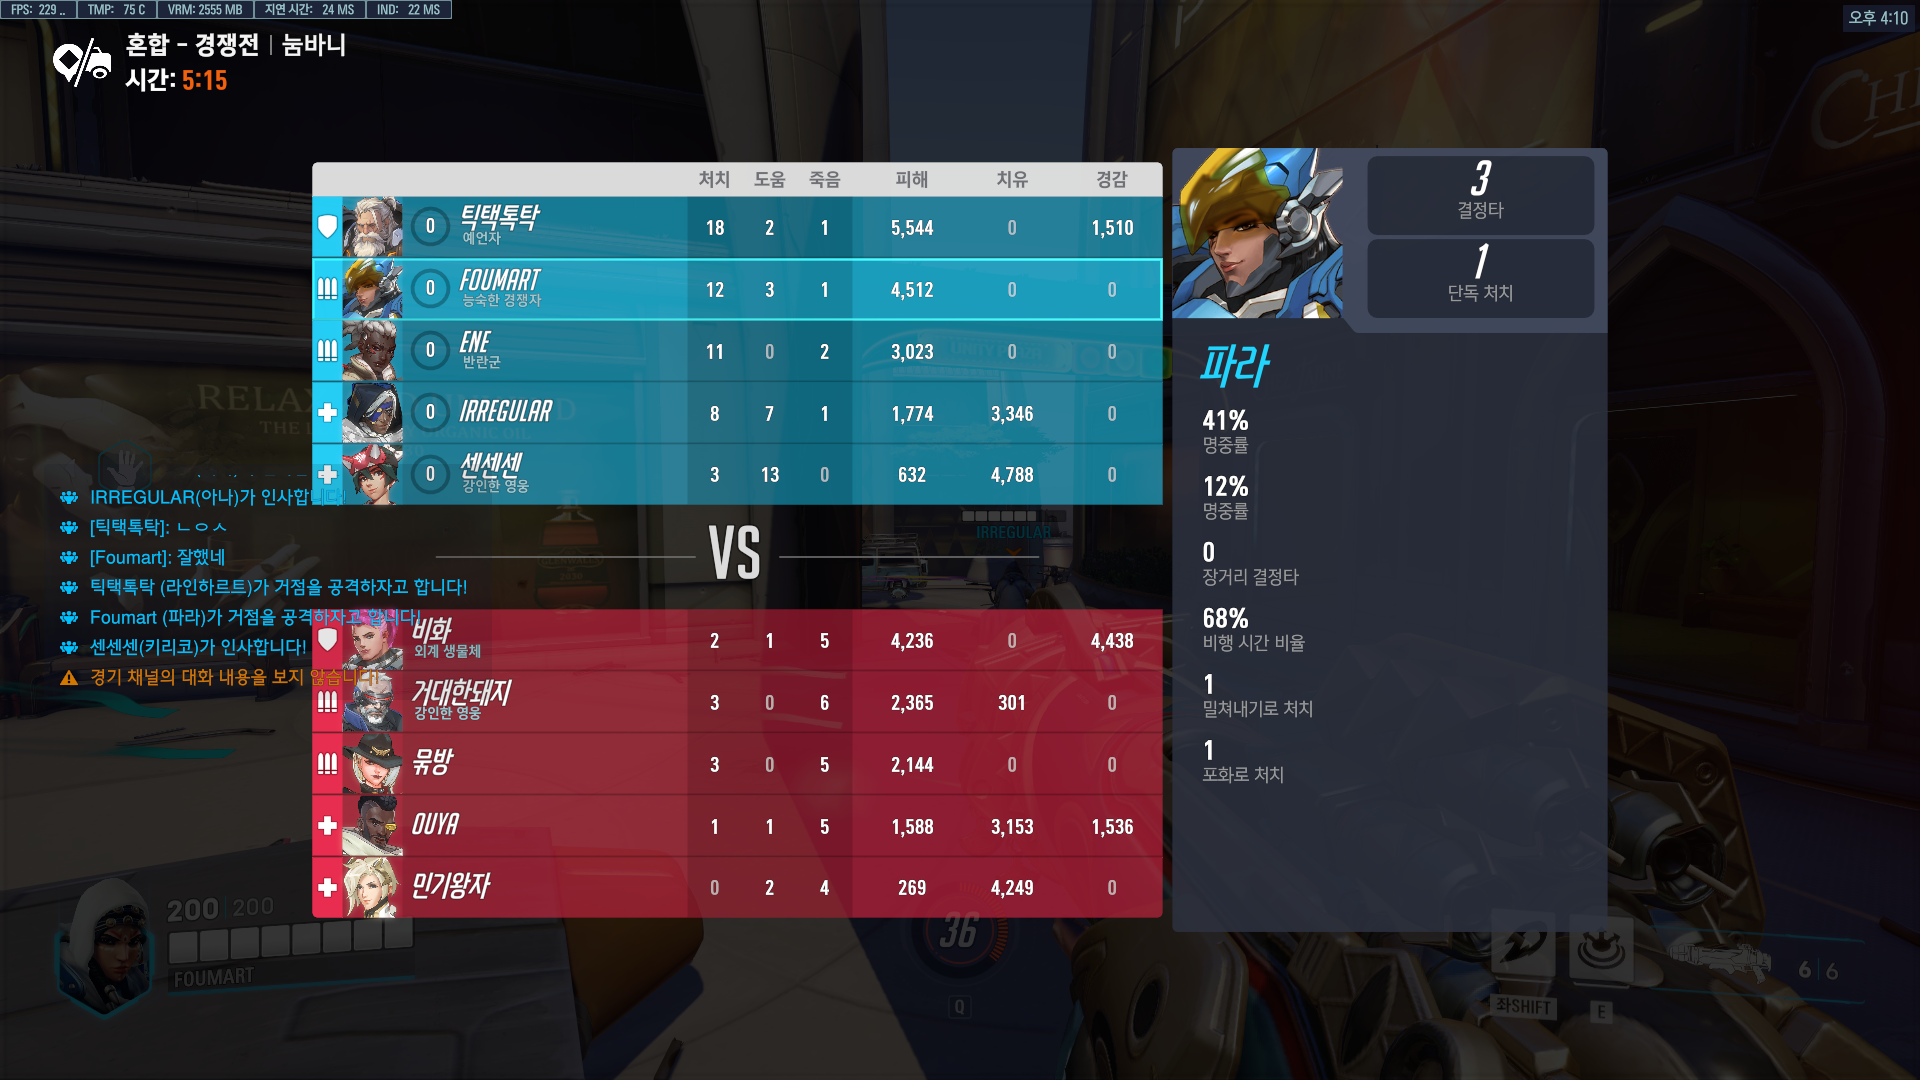 FPS: 229 .. TMP: 75 C VRM: 2555 MB 지연 시간: 24 MS IND: 22 MS
오후 4:10
혼합 - 경쟁전 | 눔바니
시간: 5:15
처치 도움 죽음 피해 치유 경감
0 틱택톡탁 18 2 1 5,544 0 1,510
예언자
0 FOUMART 12 3 1 4,512 0 0
능숙한 경쟁자
0 ENE 11 0 2 3,023 0 0
반란군
0 IRREGULAR 8 7 1 1,774 3,346 0
0 센센센 3 13 0 632 4,788 0
강인한 영웅
VS
IRREGULAR
비화 2 1 5 4,236 0 4,438
외계 생물체
거대한돼지 3 0 6 2,365 301 0
강인한 영웅
묶방 3 0 5 2,144 0 0
OUYA 1 1 5 1,588 3,153 1,536
민기왕자 0 2 4 269 4,249 0
IRREGULAR(아나)가 인사합니다!
[틱택톡탁]: ㄴㅇㅅ
[Foumart]: 잘했네
틱택톡탁 (라인하르트)가 거점을 공격하자고 합니다!
Foumart (파라)가 거점을 공격하자고 합니다!
센센센(키리코)가 인사합니다!
경기 채널의 대화 내용을 보지 않습니다!
3
결정타
1
단독 처치
파라
41%
명중률
12%
명중률
0
장거리 결정타
68%
비행 시간 비율
1
밀쳐내기로 처치
1
포화로 처치
200 | 200
FOUMART
36
Q
좌SHIFT
E
6 | 6